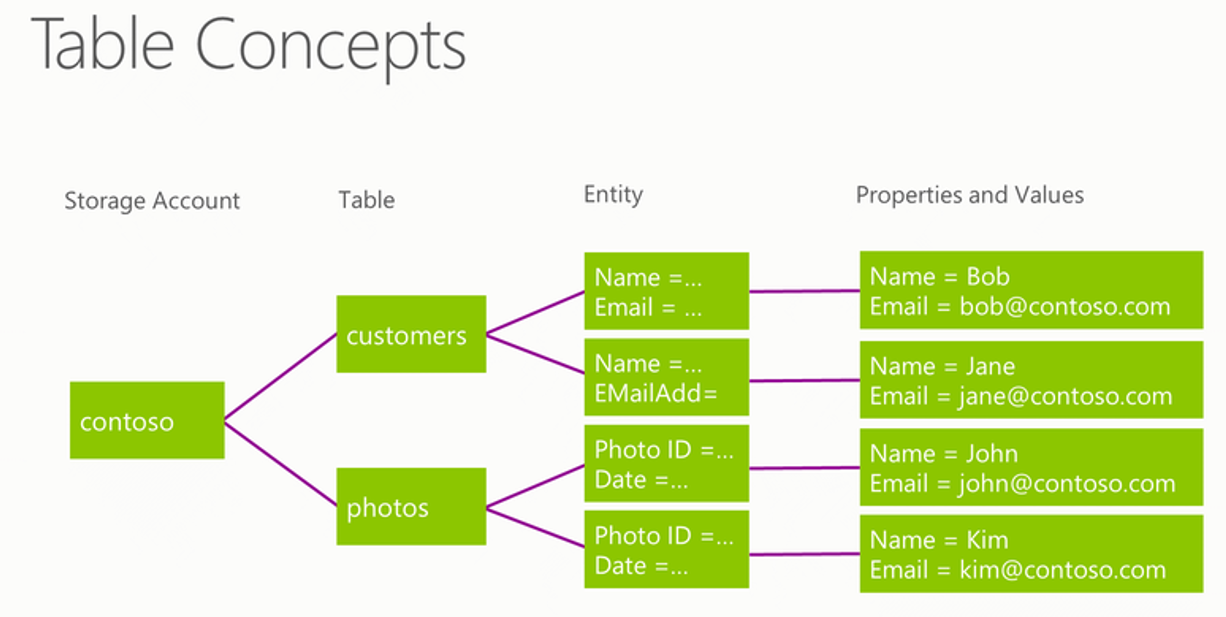 Table Concepts
Storage Account
Table
Entity
Properties and Values
contoso
customers
photos
Name =...
Email = ...
Name =...
EMailAdd=
Photo ID =...
Date =...
Photo ID =...
Date =...
Name = Bob
Email = bob@contoso.com
Name = Jane
Email = jane@contoso.com
Name = John
Email = john@contoso.com
Name = Kim
Email = kim@contoso.com